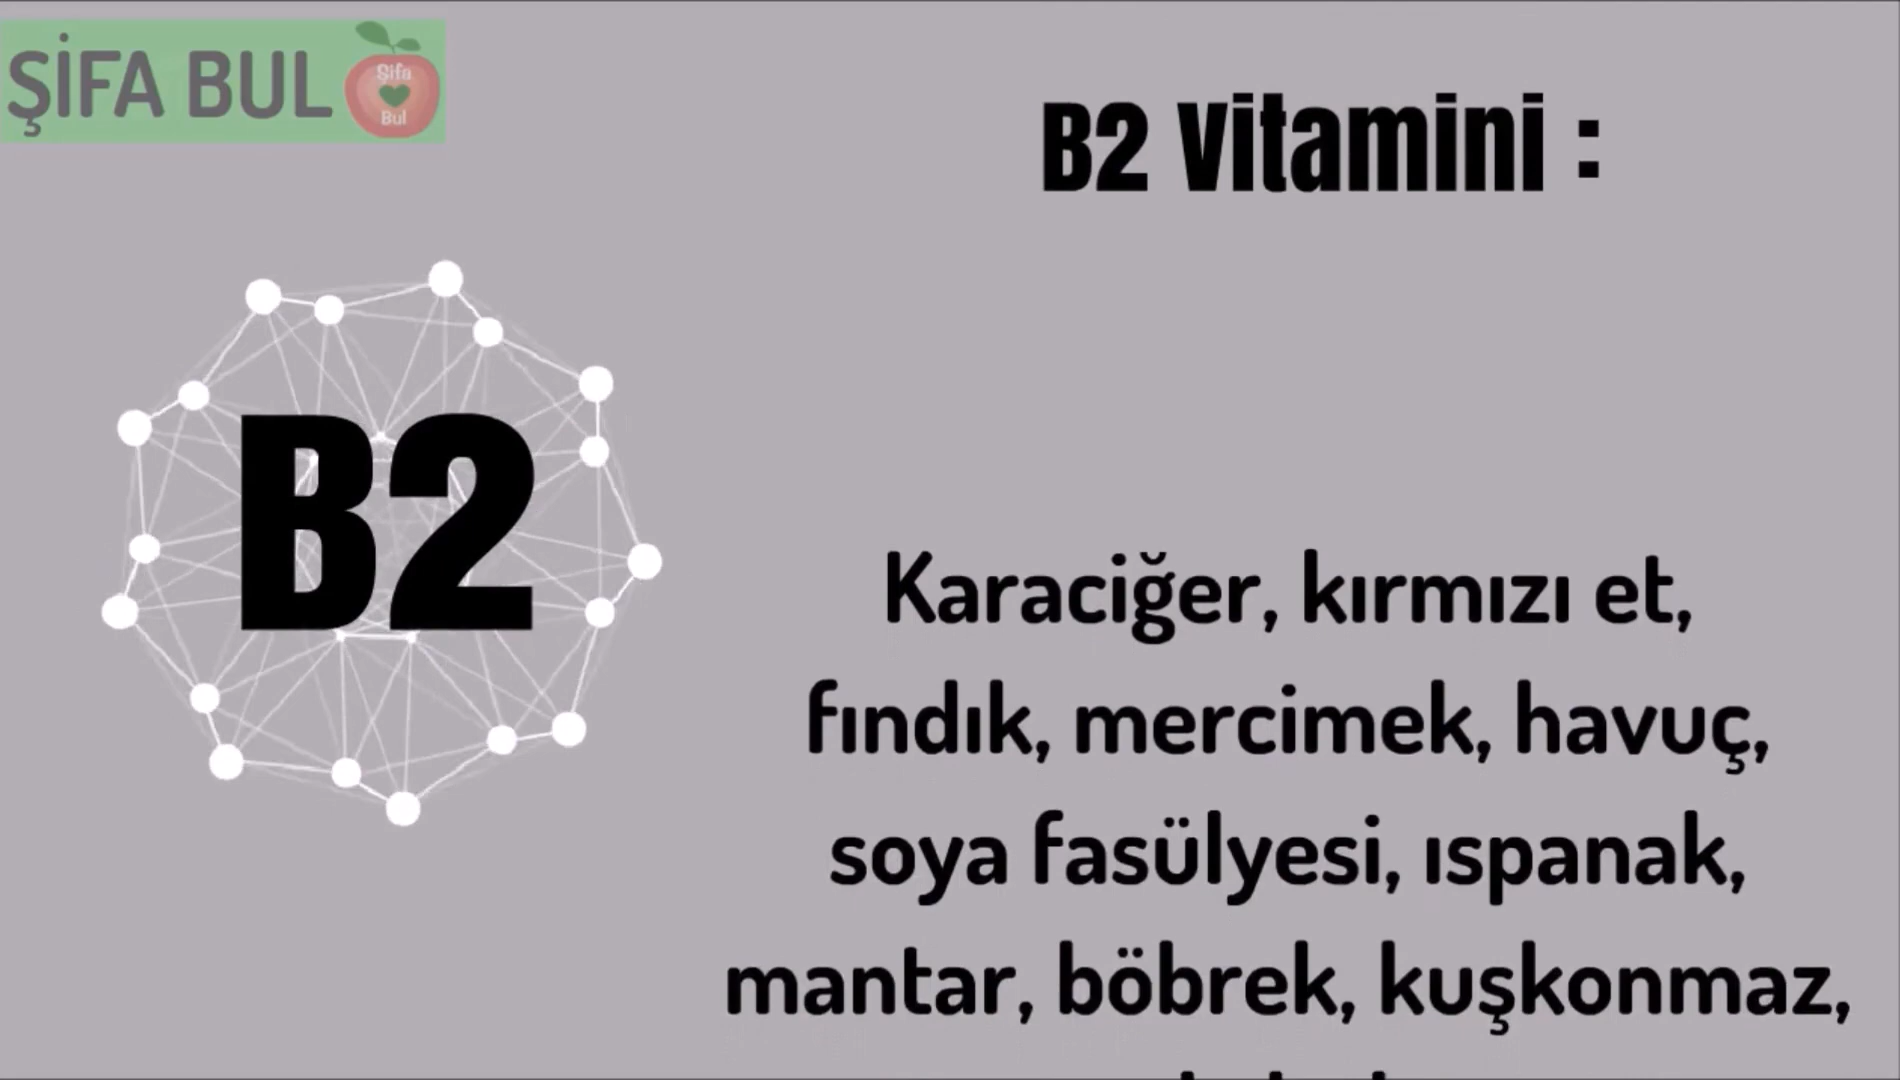 ŞİFA BUL
Şifa
Bul
B2 Vitamini :
B2
Karaciğer, kırmızı et,
fındık, mercimek, havuç,
soya fasülyesi, ıspanak,
mantar, böbrek, kuşkonmaz,